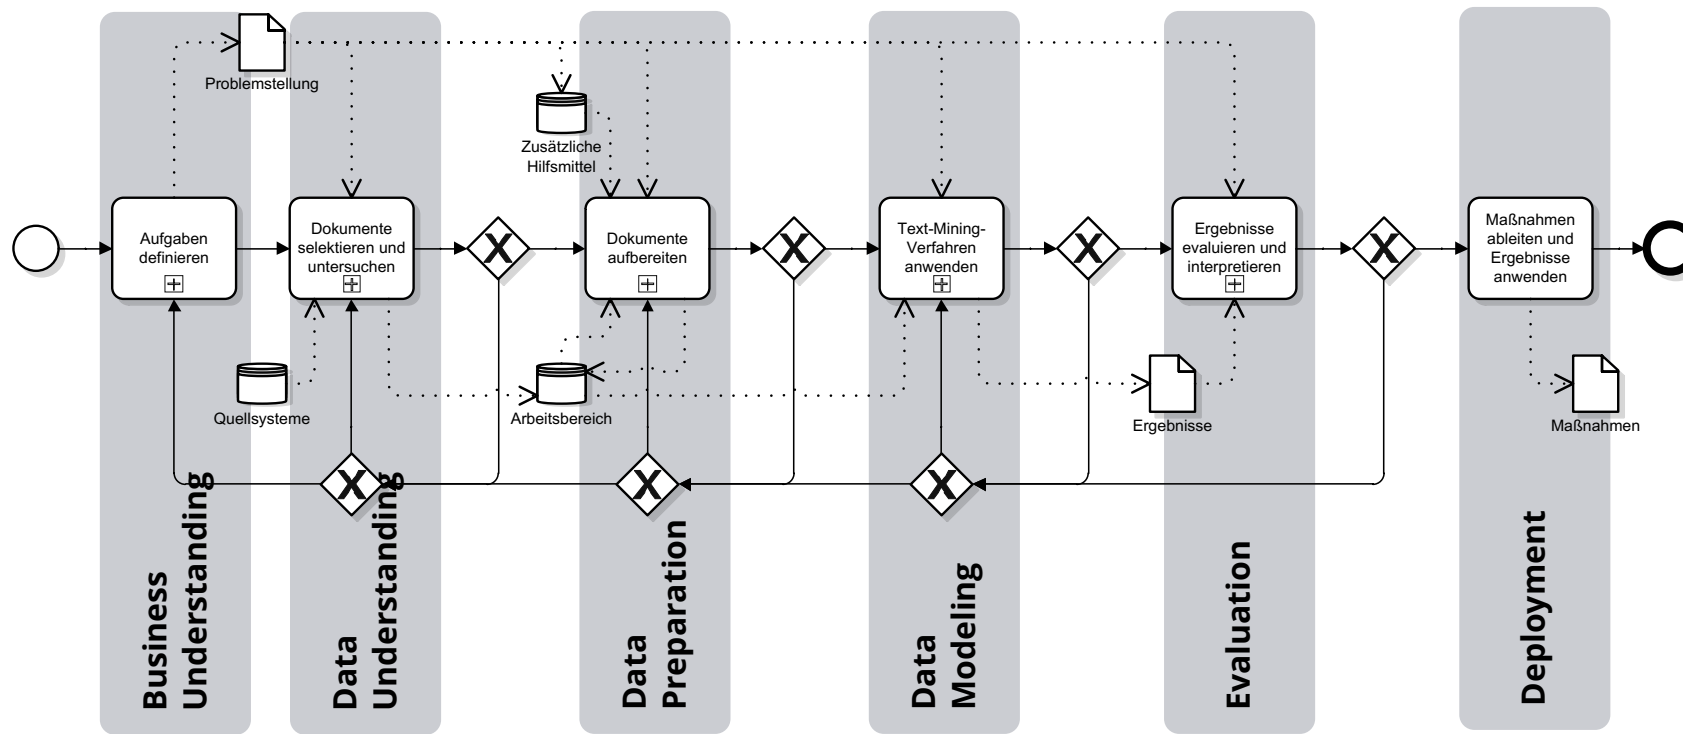 Problemstellung
Zusätzliche
Hilfsmittel
Aufgaben
definieren
Dokumente
selektieren und
untersuchen
X
Dokumente
aufbereiten
X
Text-Mining-
Verfahren
anwenden
X
Ergebnisse
evaluieren und
interpretieren
X
Maßnahmen
ableiten und
Ergebnisse
anwenden
Quellsysteme
Arbeitsbereich
Ergebnisse
Maßnahmen
X
X
X
Business
Understanding
Data
Understanding
Data
Preparation
Data
Modeling
Evaluation
Deployment